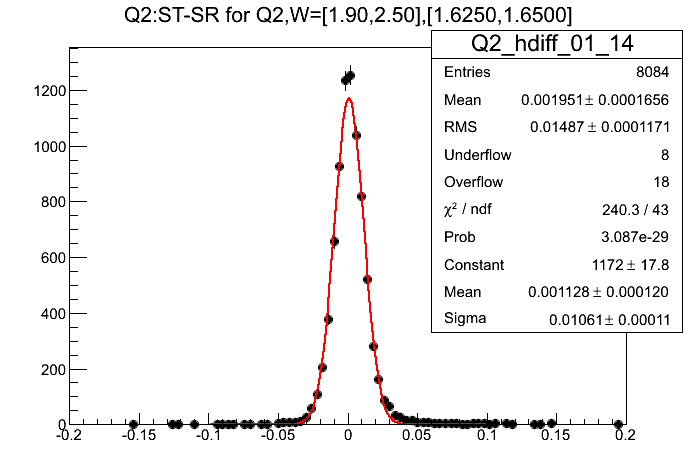 Q2:ST-SR for Q2,W=[1.90,2.50],[1.6250,1.6500]
Q2_hdiff_01_14
Entries 8084
Mean 0.001951± 0.0001656
RMS 0.01487 ± 0.0001171
Underflow 8
Overflow 18
χ² / ndf 240.3 / 43
Prob 3.087e-29
Constant 1172 ± 17.8
Mean 0.001128 ± 0.000120
Sigma 0.01061 ± 0.00011
1200
1000
800
600
400
200
0
-0.2 -0.15 -0.1 -0.05 0 0.05 0.1 0.15 0.2